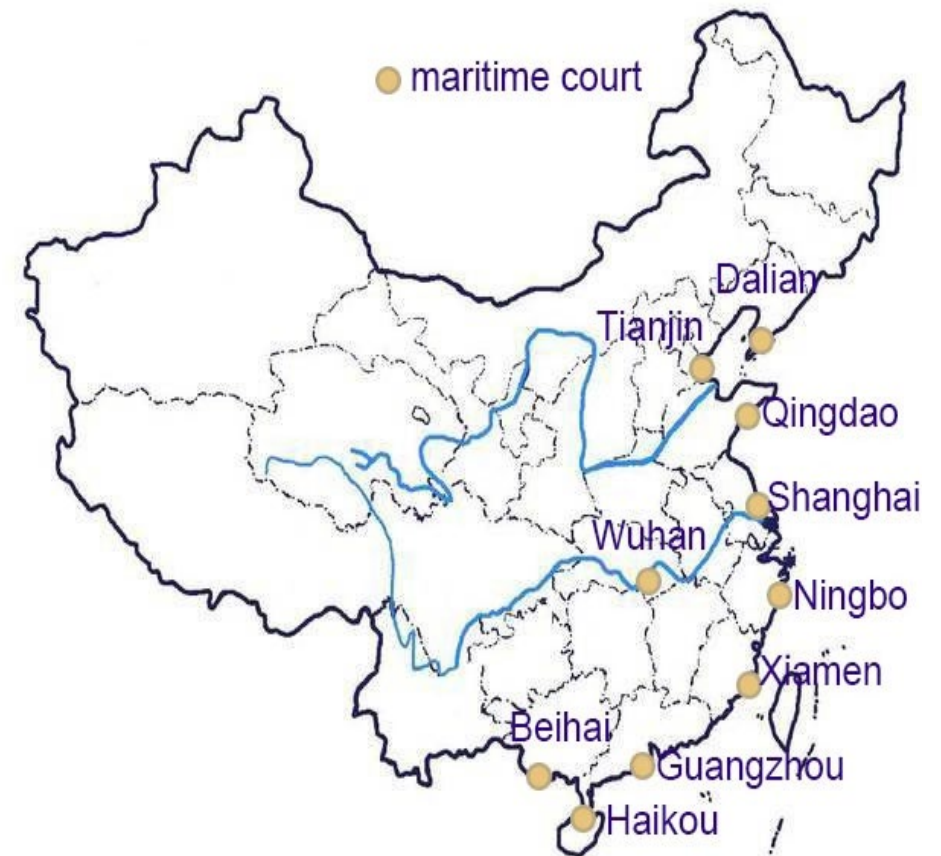 maritime court
Dalian
Tianjin
Qingdao
Shanghai
Wuhan
Ningbo
Xiamen
Beihai
Guangzhou
Haikou